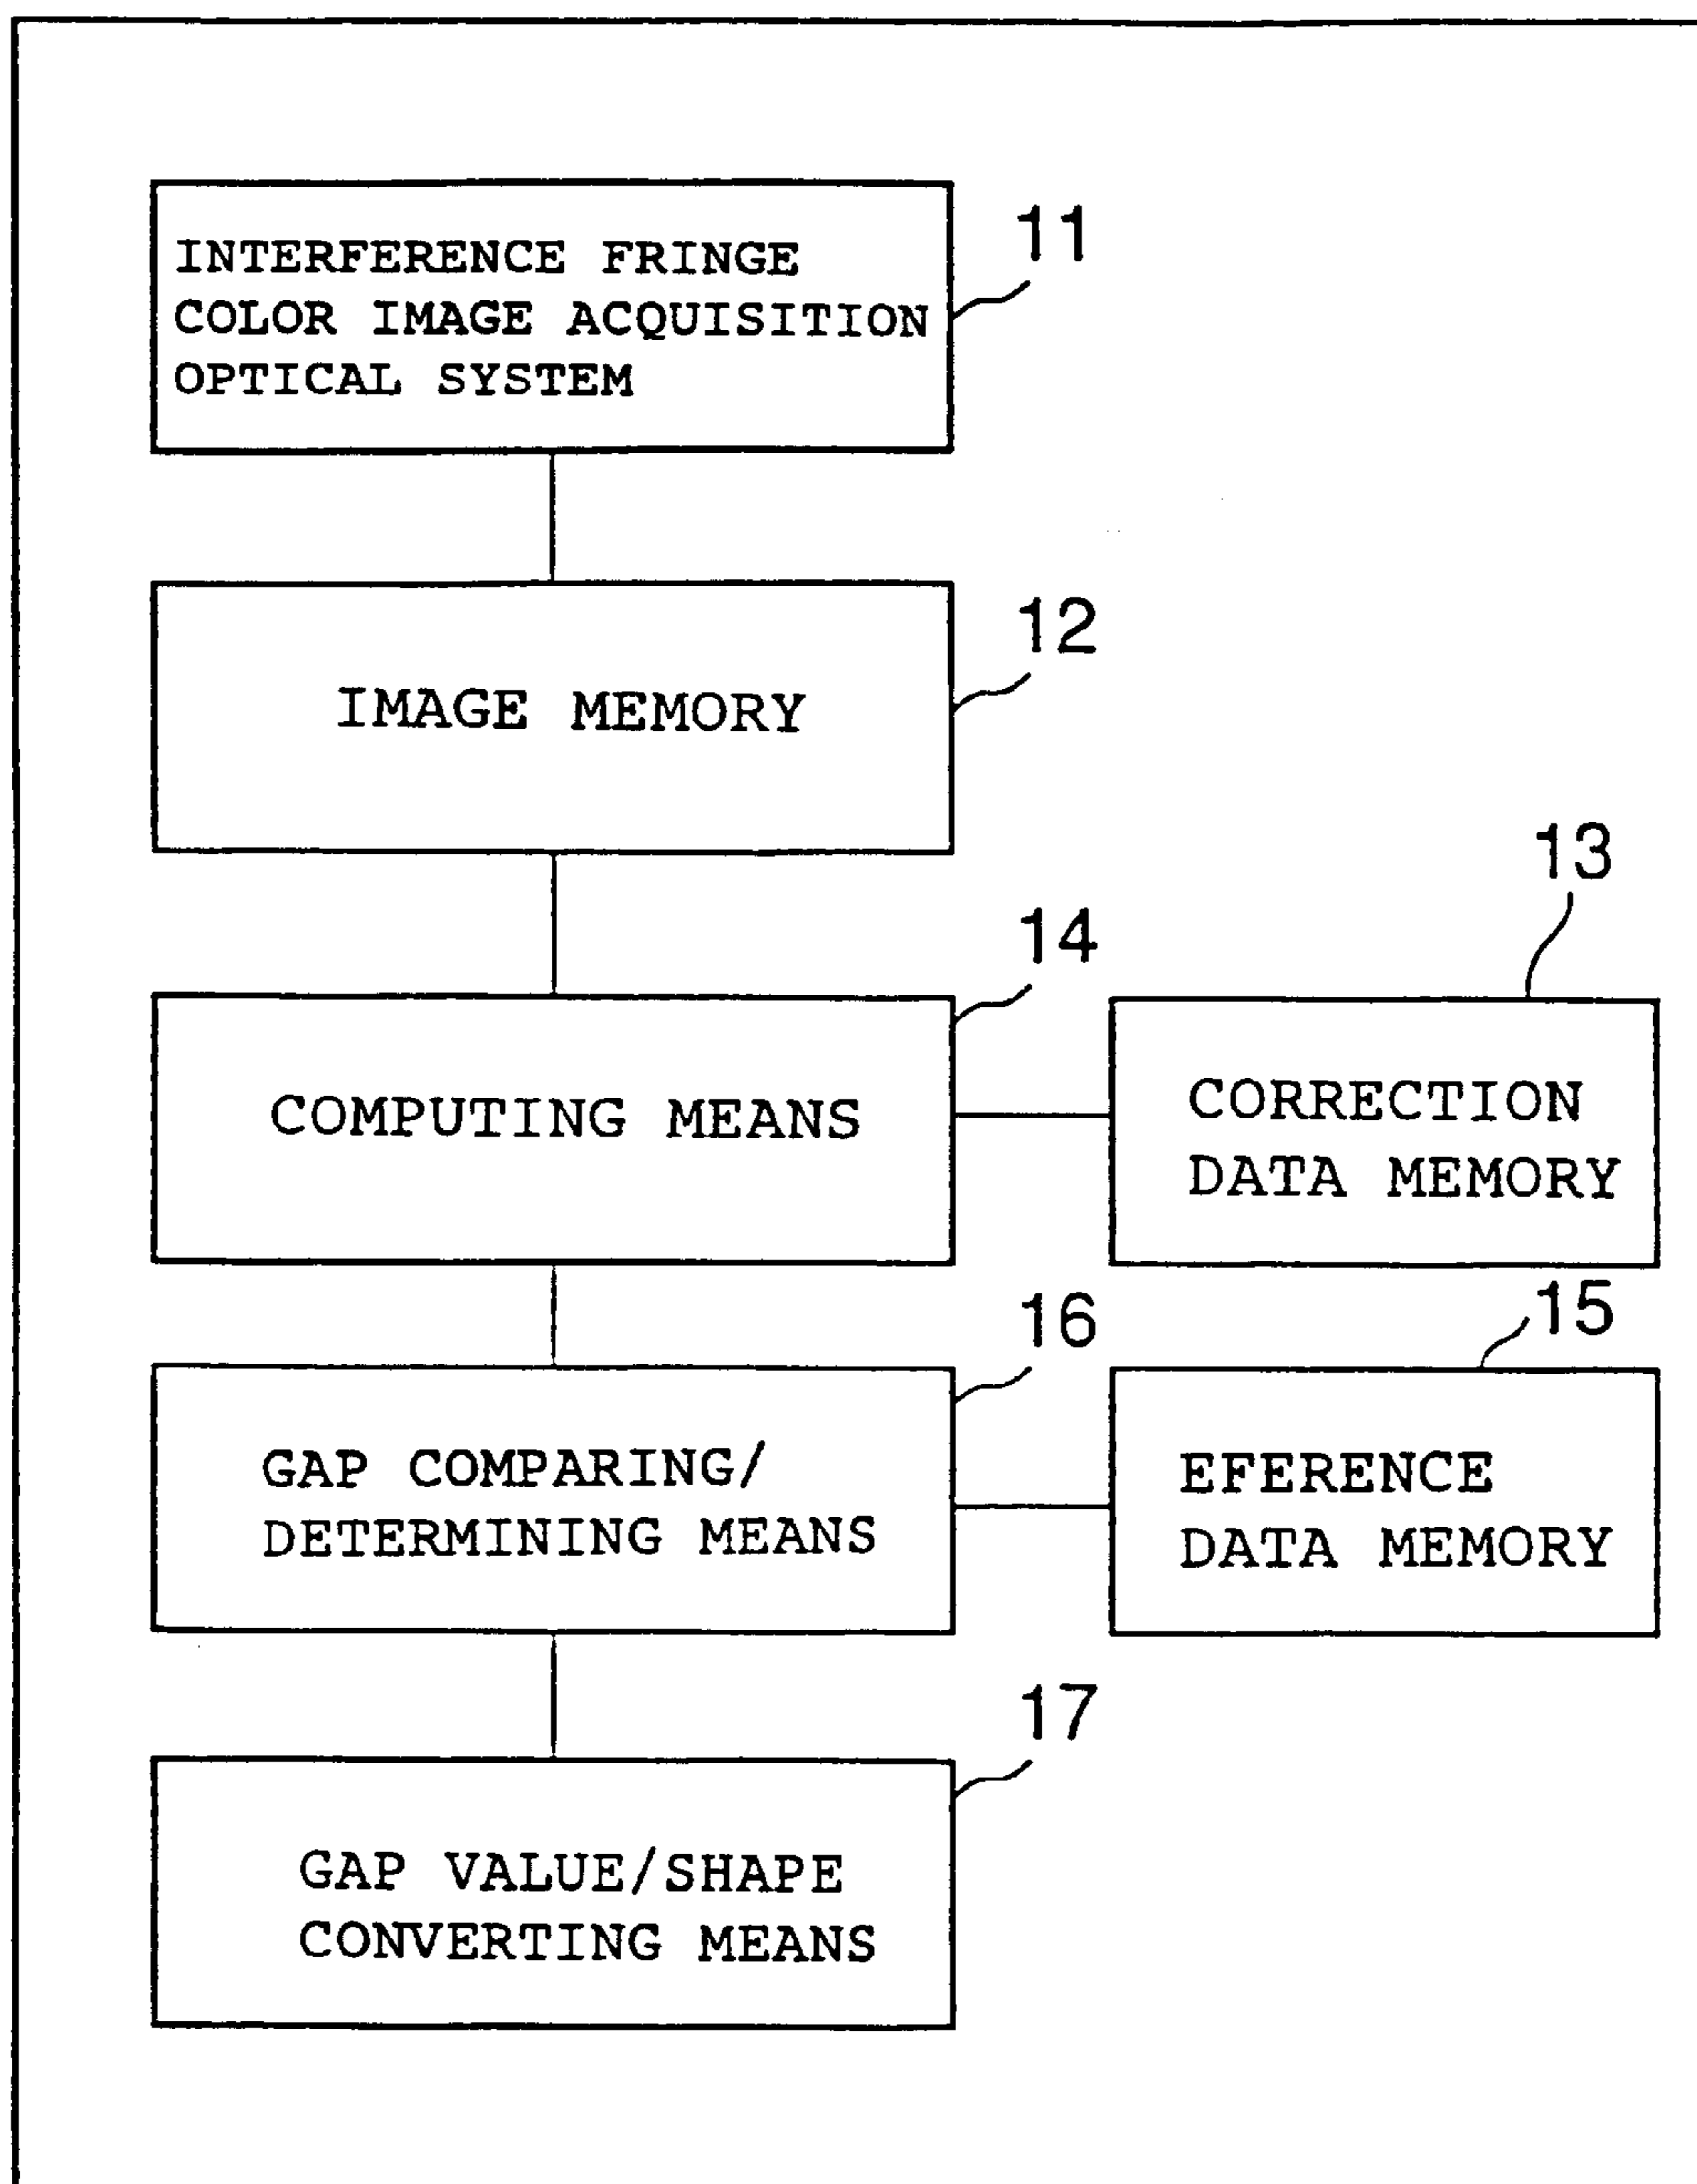 11
INTERFERENCE FRINGE
COLOR IMAGE ACQUISITION
OPTICAL SYSTEM
12
IMAGE MEMORY
14
COMPUTING MEANS
13
CORRECTION
DATA MEMORY
16
GAP COMPARING/
DETERMINING MEANS
15
EFERENCE
DATA MEMORY
17
GAP VALUE/SHAPE
CONVERTING MEANS